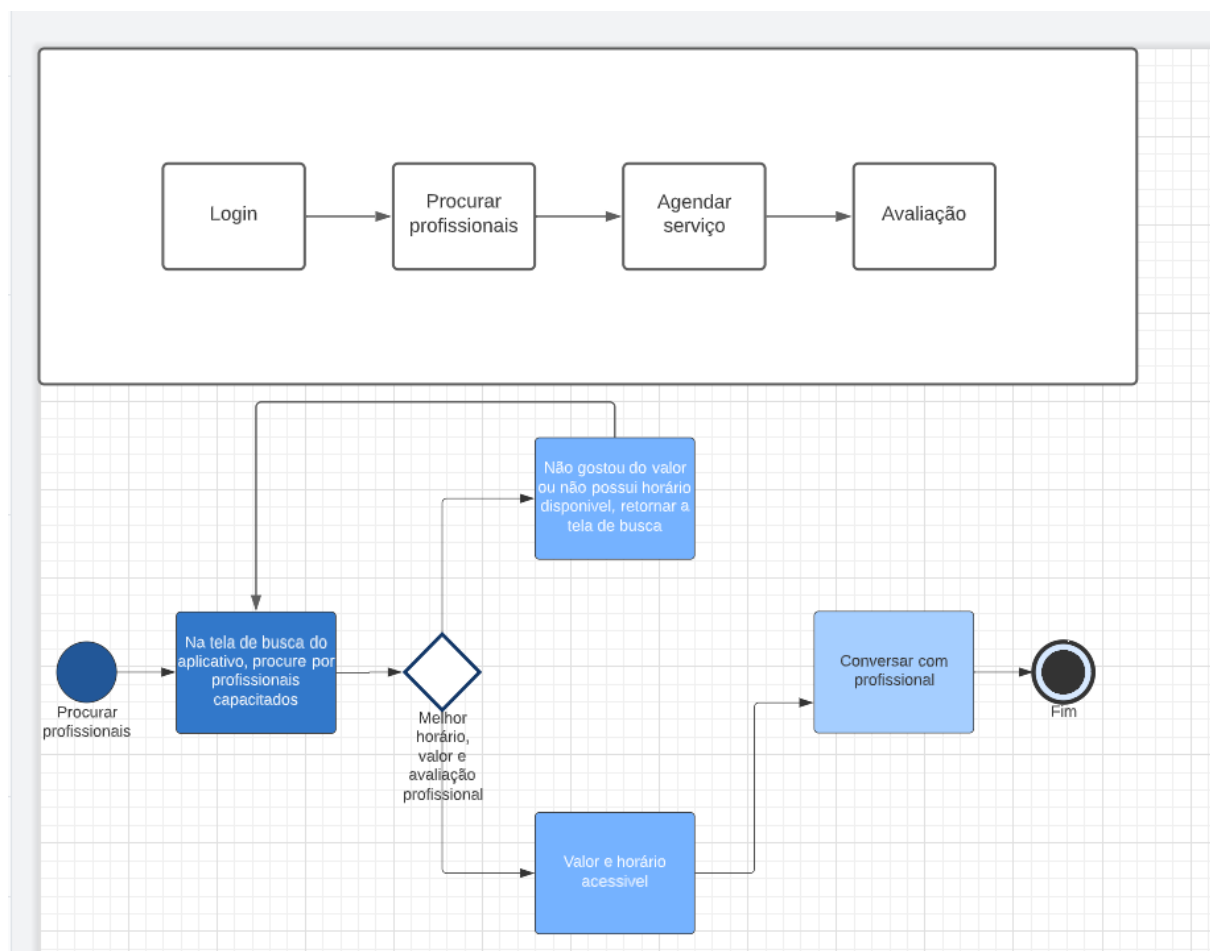 Login
Procurar
profissionais
Agendar
serviço
Avaliação
Não gostou do valor
ou não possui horário
disponivel, retornar a
tela de busca
Na tela de busca do
aplicativo, procure por
profissionais
capacitados
Procurar
profissionais
Melhor
horário,
valor e
avaliação
profissional
Conversar com
profissional
Fim
Valor e horário
acessivel